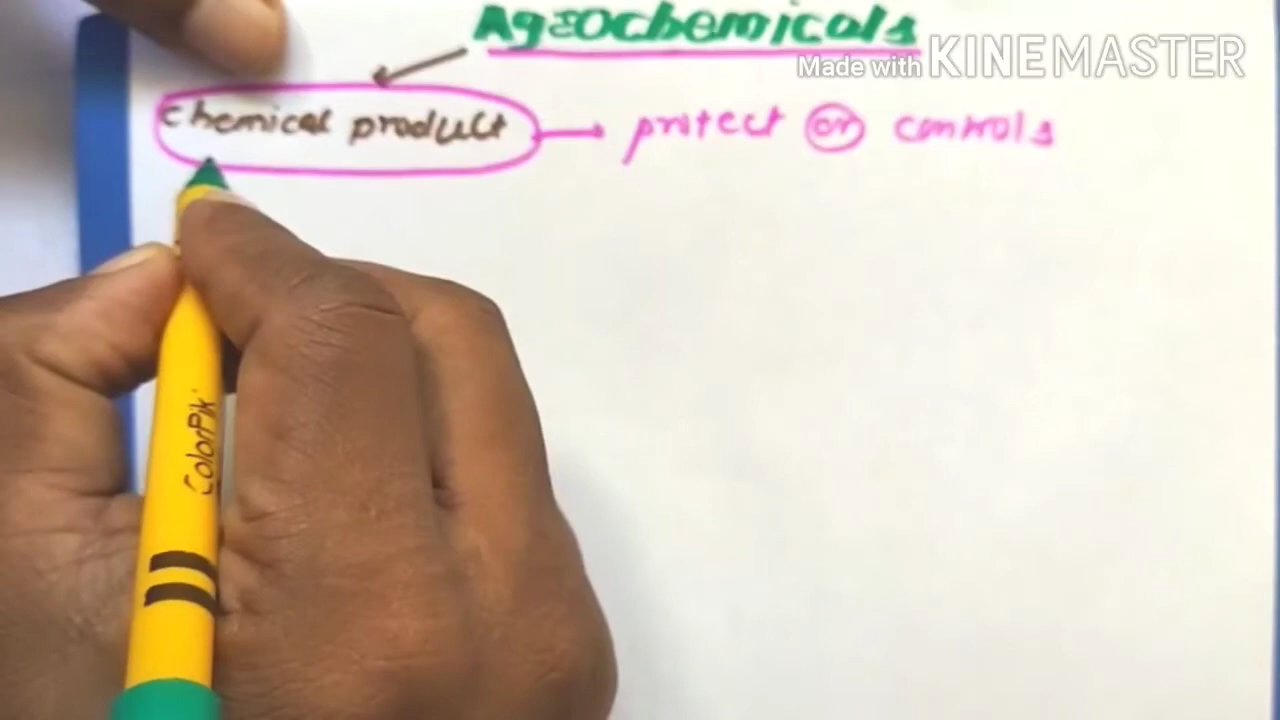 Agrochemicals
Made with KINEMASTER
chemical product → protect or controls
ColorPik